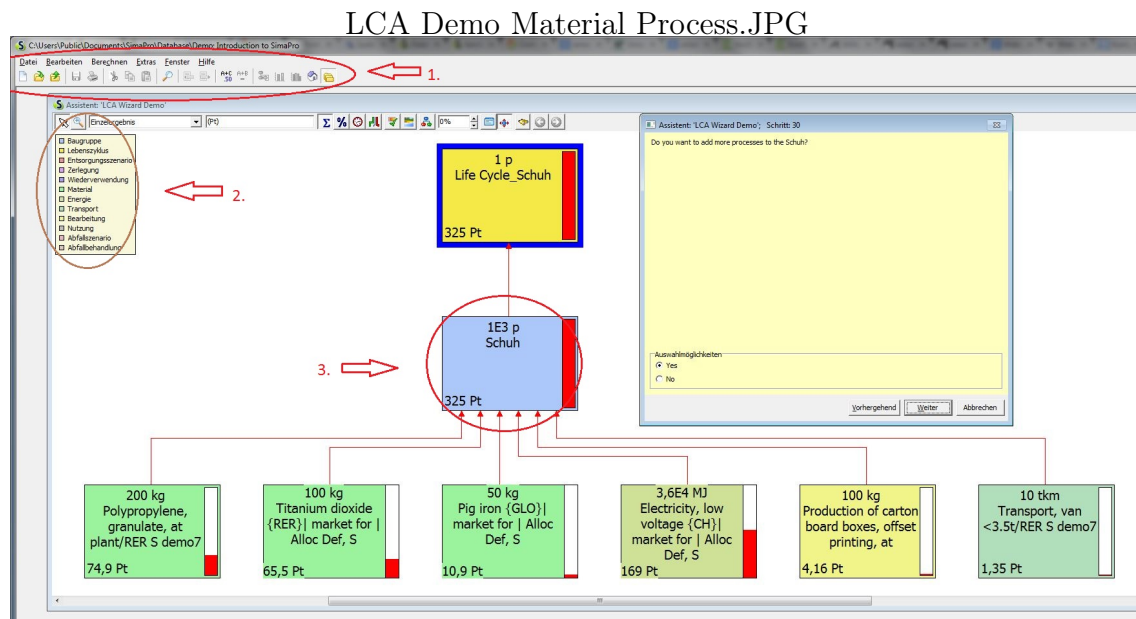 LCA Demo Material Process.JPG
C:\Users\Public\Documents\SimaPro\Database\Demo; Introduction to SimaPro
Datei Bearbeiten Berechnen Extras Fenster Hilfe
1.
Assistent: 'LCA Wizard Demo'
Einzelergebnis (Pt) Σ % 0%
Baugruppe
Lebenszyklus
Entsorgungsszenario
Zerlegung
Wiederverwendung
Material
Energie
Transport
Bearbeitung
Nutzung
Abfallszenario
Abfallbehandlung
2.
1 p
Life Cycle_Schuh
325 Pt
Assistent: 'LCA Wizard Demo'; Schritt: 30
Do you want to add more processes to the Schuh?
Auswahlmöglichkeiten
Yes
No
Vorhergehend Weiter Abbrechen
3.
1E3 p
Schuh
325 Pt
200 kg
Polypropylene,
granulate, at
plant/RER S demo7
74,9 Pt
100 kg
Titanium dioxide
{RER}| market for |
Alloc Def, S
65,5 Pt
50 kg
Pig iron {GLO}|
market for | Alloc
Def, S
10,9 Pt
3,6E4 MJ
Electricity, low
voltage {CH}|
market for | Alloc
Def, S
169 Pt
100 kg
Production of carton
board boxes, offset
printing, at
4,16 Pt
10 tkm
Transport, van
<3.5t/RER S demo7
1,35 Pt